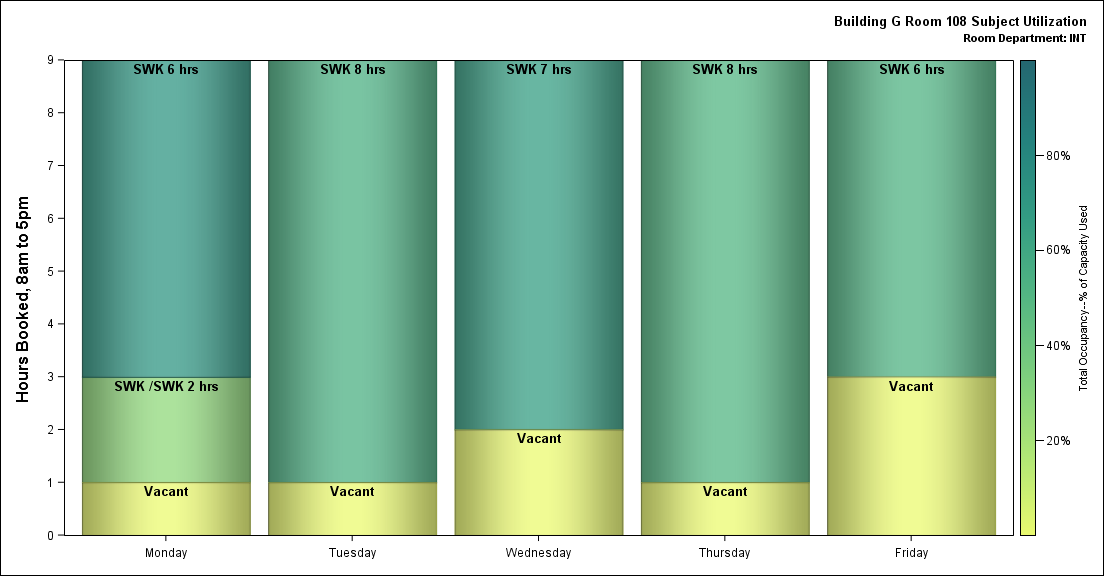 Building G Room 108 Subject Utilization
Room Department: INT
Hours Booked, 8am to 5pm
9
8
7
6
5
4
3
2
1
0
SWK 6 hrs
SWK /SWK 2 hrs
Vacant
Monday
SWK 8 hrs
Vacant
Tuesday
SWK 7 hrs
Vacant
Wednesday
SWK 8 hrs
Vacant
Thursday
SWK 6 hrs
Vacant
Friday
80%
60%
40%
20%
Total Occupancy--% of Capacity Used